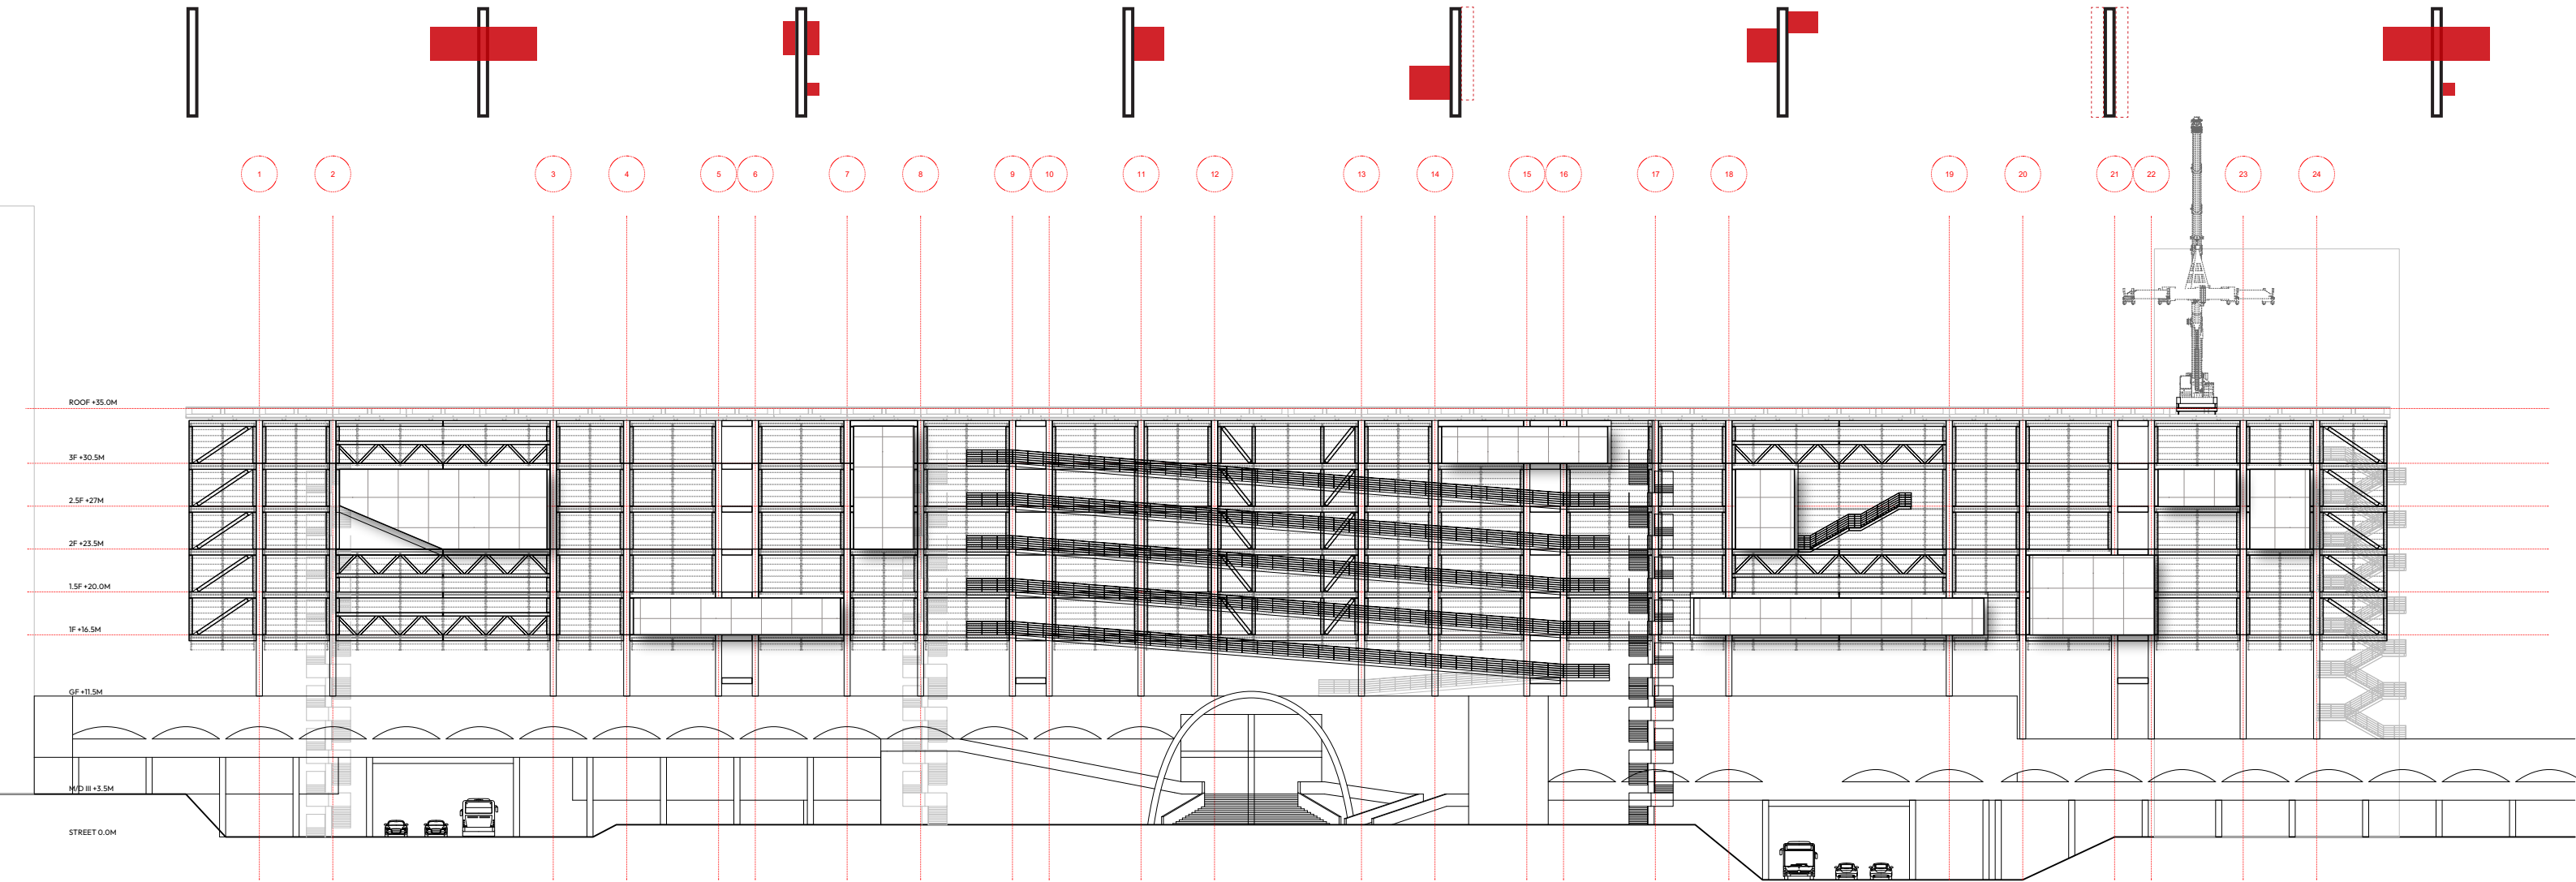 1 2 3 4 5 6 7 8 9 10 11 12 13 14 15 16 17 18 19 20 21 22 23 24
ROOF +35.0M
3F +30.5M
2.5F +27M
2F +23.5M
1.5F +20.0M
1F +16.5M
GF +11.5M
M/D III +3.5M
STREET 0.0M